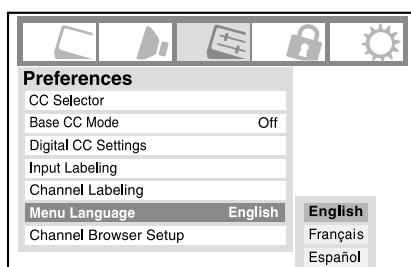 Preferences
CC Selector
Base CC Mode Off
Digital CC Settings
Input Labeling
Channel Labeling
Menu Language English English
Channel Browser Setup Français
Español